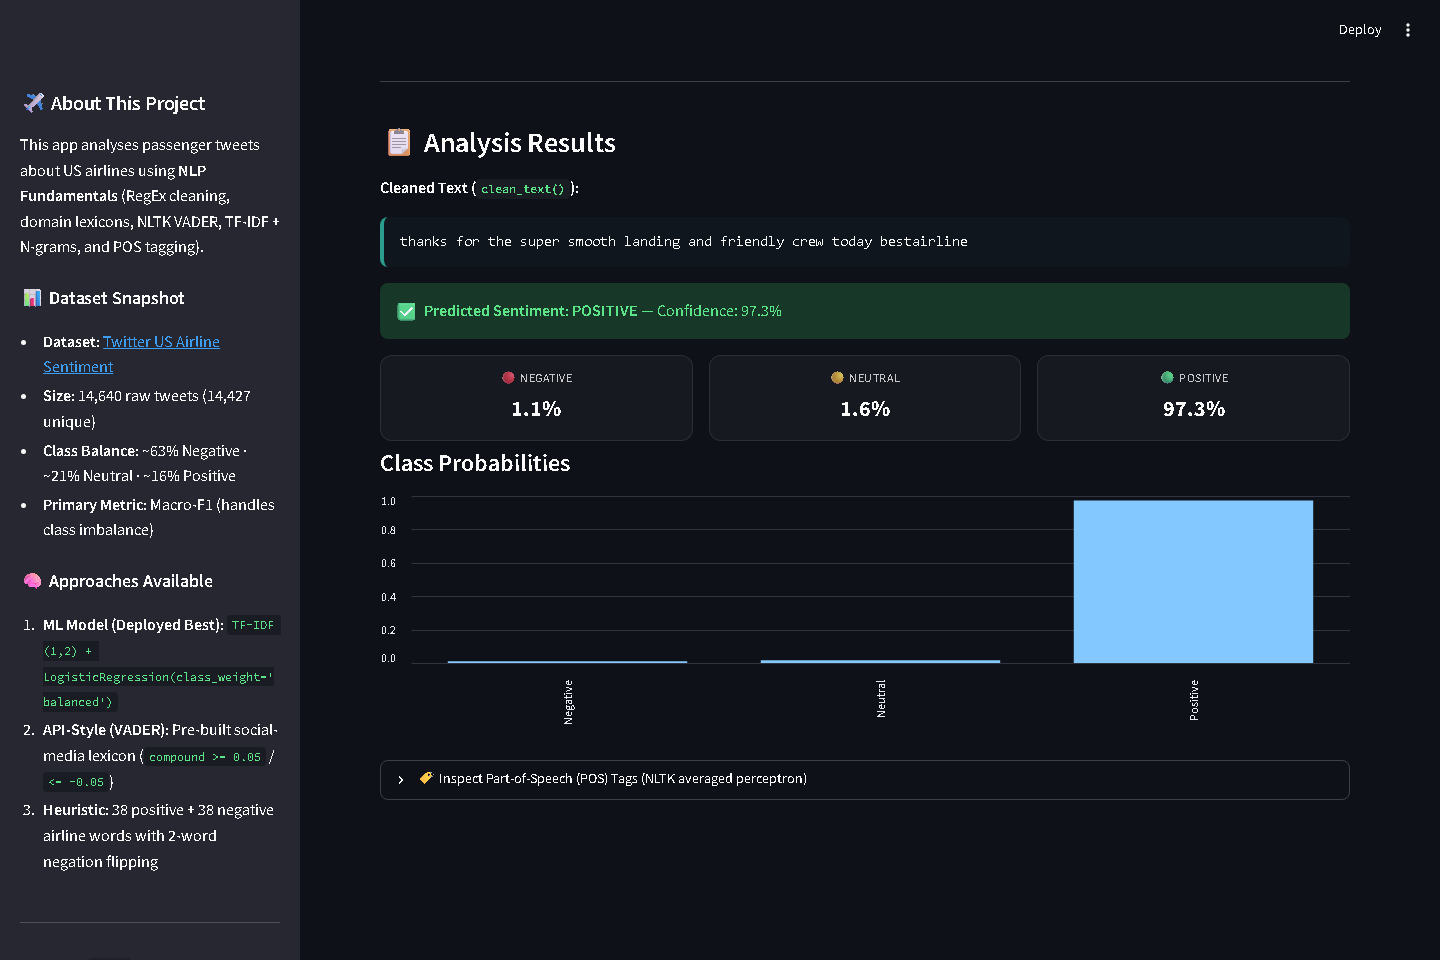 Deploy
About This Project
This app analyses passenger tweets
about US airlines using NLP
Fundamentals (RegEx cleaning,
domain lexicons, NLTK VADER, TF-IDF +
N-grams, and POS tagging).
Dataset Snapshot
Dataset: Twitter US Airline
Sentiment
Size: 14,640 raw tweets (14,427
unique)
Class Balance: ~63% Negative ·
~21% Neutral · ~16% Positive
Primary Metric: Macro-F1 (handles
class imbalance)
Approaches Available
1. ML Model (Deployed Best): TF-IDF
(1,2) +
LogisticRegression(class_weight='
balanced')
2. API-Style (VADER): Pre-built social-
media lexicon ( compound >= 0.05 /
<= -0.05 )
3. Heuristic: 38 positive + 38 negative
airline words with 2-word
negation flipping
Analysis Results
Cleaned Text ( clean_text() ):
thanks for the super smooth landing and friendly crew today bestairline
Predicted Sentiment: POSITIVE — Confidence: 97.3%
NEGATIVE
1.1%
NEUTRAL
1.6%
POSITIVE
97.3%
Class Probabilities
1.0
0.8
0.6
0.4
0.2
0.0
Negative
Neutral
Positive
Inspect Part-of-Speech (POS) Tags (NLTK averaged perceptron)